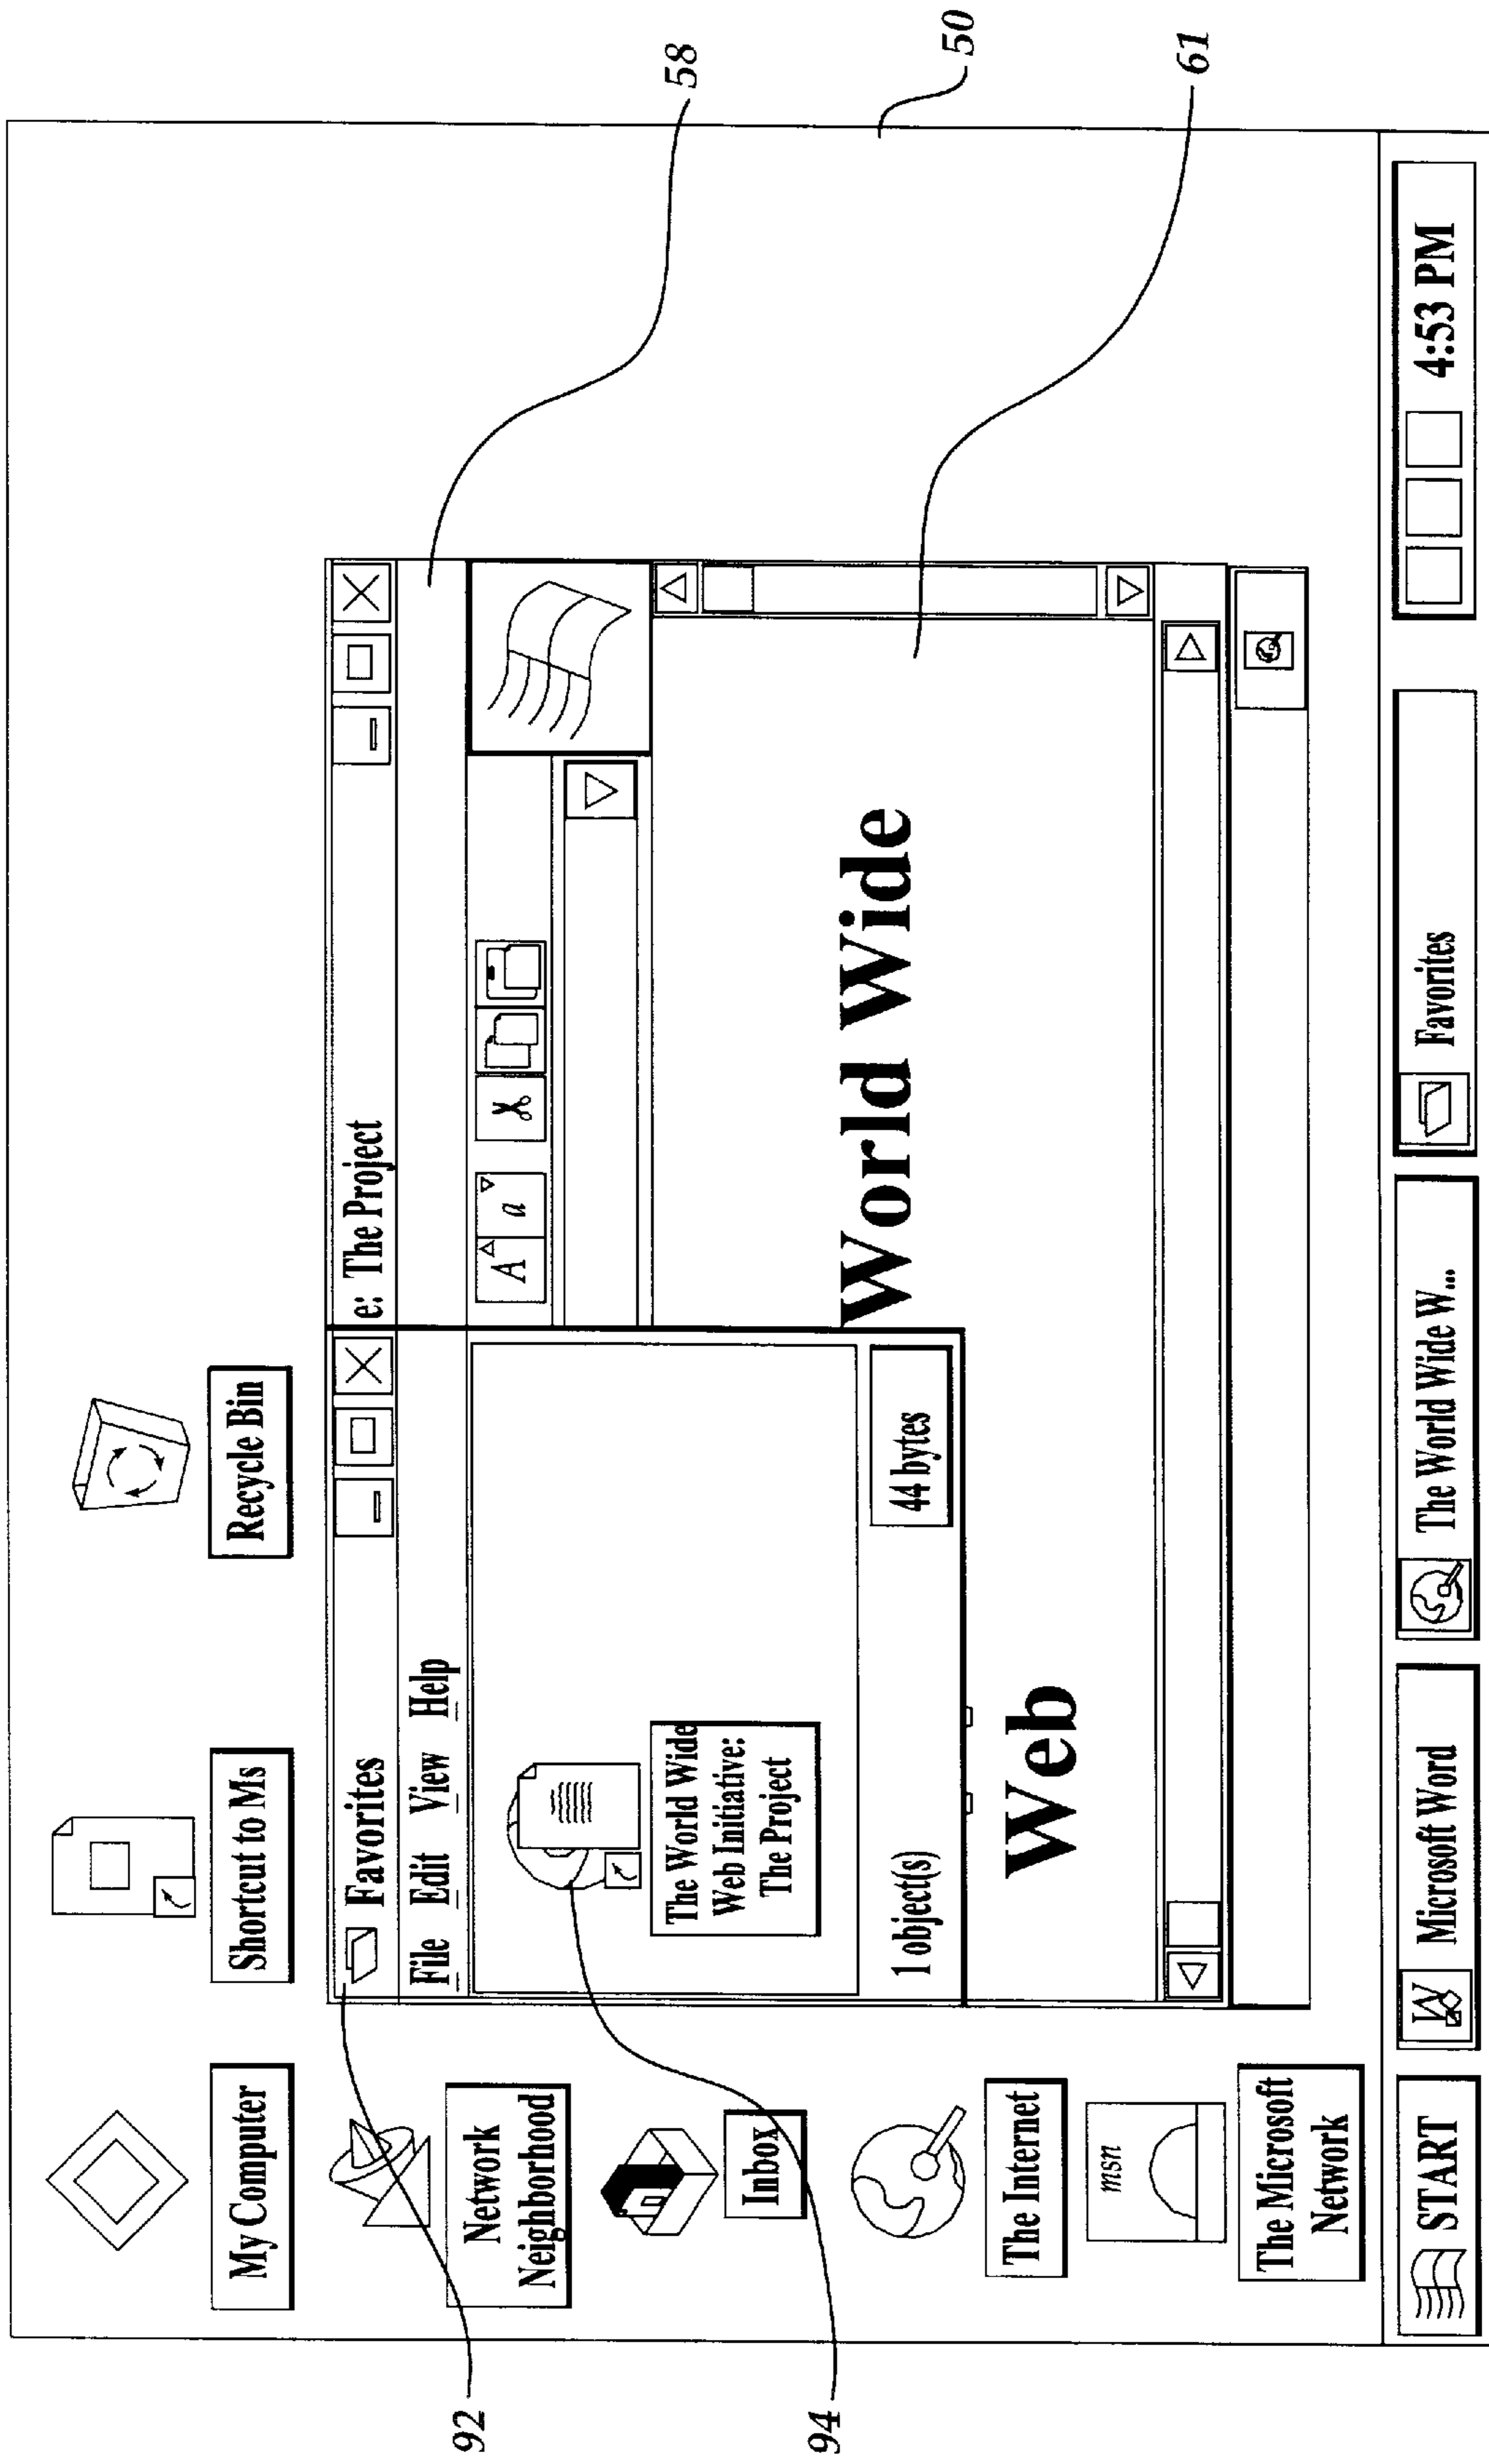 My Computer
Shortcut to Ms
Recycle Bin
Network
Neighborhood
Inbox
The Internet
msn
The Microsoft
Network
Favorites
File Edit View Help
The World Wide
Web Initiative:
The Project
1 object(s) 44 bytes
e: The Project
A a
World Wide
Web
START
W Microsoft Word
The World Wide W...
Favorites
4:53 PM
92
94
58
50
61